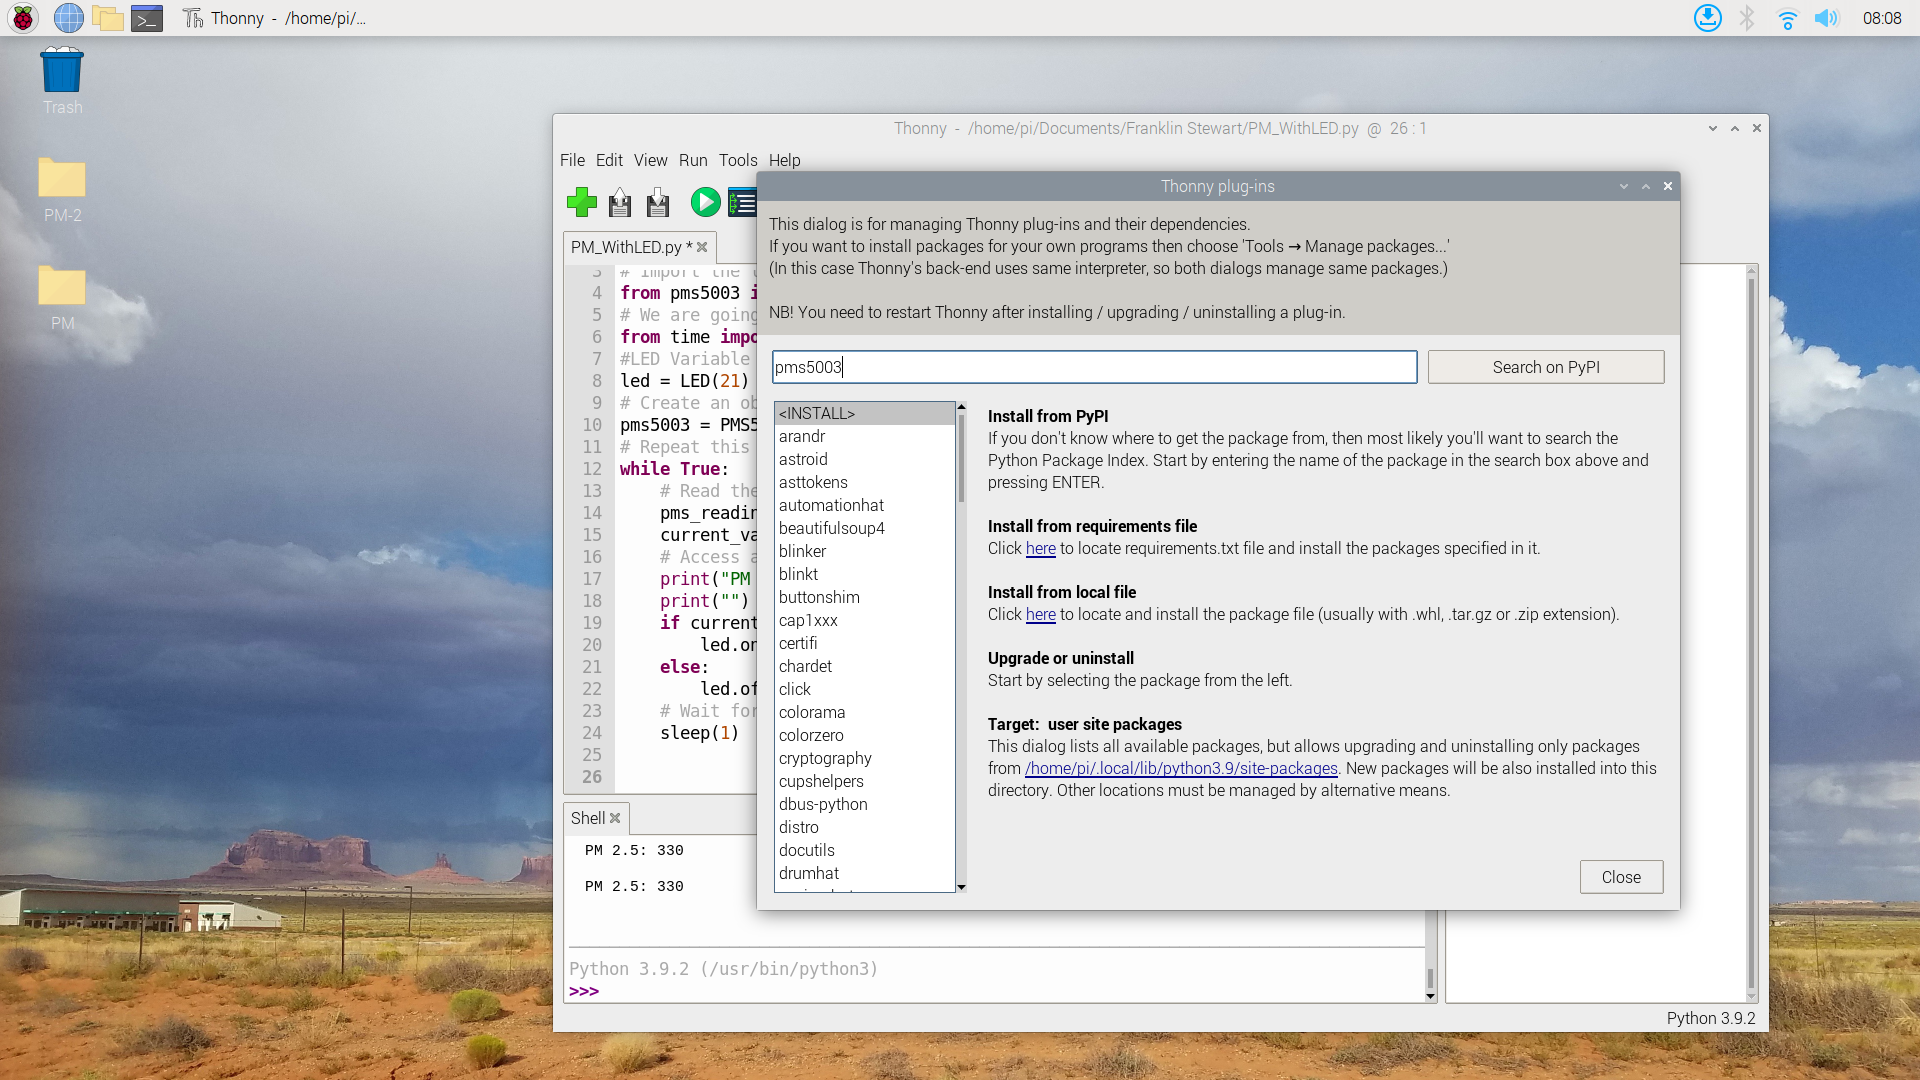 Thonny  -  /home/pi/...
08:08
Trash
PM-2
PM
Thonny  -  /home/pi/Documents/Franklin Stewart/PM_WithLED.py  @  26 : 1
File Edit View Run Tools Help
PM_WithLED.py *
3 # Import the
4 from pms5003
5 # We are going
6 from time
7 #LED Variable
8 led = LED(21)
9 # Create an
10 pms5003 =
11 # Repeat this
12 while True:
13 # Read the
14
15
16 # Access
17 print("PM
18 print("")
19 if current
20
21 else:
22
23 # Wait for
24 sleep(1)
25
26
Shell
PM 2.5: 330
PM 2.5: 330
Python 3.9.2 (/usr/bin/python3)
>>>
Python 3.9.2
Thonny plug-ins
This dialog is for managing Thonny plug-ins and their dependencies.
If you want to install packages for your own programs then choose 'Tools → Manage packages...'
(In this case Thonny's back-end uses same interpreter, so both dialogs manage same packages.)
NB! You need to restart Thonny after installing / upgrading / uninstalling a plug-in.
pms5003
Search on PyPI
<INSTALL>
arandr
astroid
asttokens
automationhat
beautifulsoup4
blinker
blinkt
buttonshim
cap1xxx
certifi
chardet
click
colorama
colorzero
cryptography
cupshelpers
dbus-python
distro
docutils
drumhat
Install from PyPI
If you don't know where to get the package from, then most likely you'll want to search the
Python Package Index. Start by entering the name of the package in the search box above and
pressing ENTER.
Install from requirements file
Click here to locate requirements.txt file and install the packages specified in it.
Install from local file
Click here to locate and install the package file (usually with .whl, .tar.gz or .zip extension).
Upgrade or uninstall
Start by selecting the package from the left.
Target:  user site packages
This dialog lists all available packages, but allows upgrading and uninstalling only packages
from /home/pi/.local/lib/python3.9/site-packages. New packages will be also installed into this
directory. Other locations must be managed by alternative means.
Close